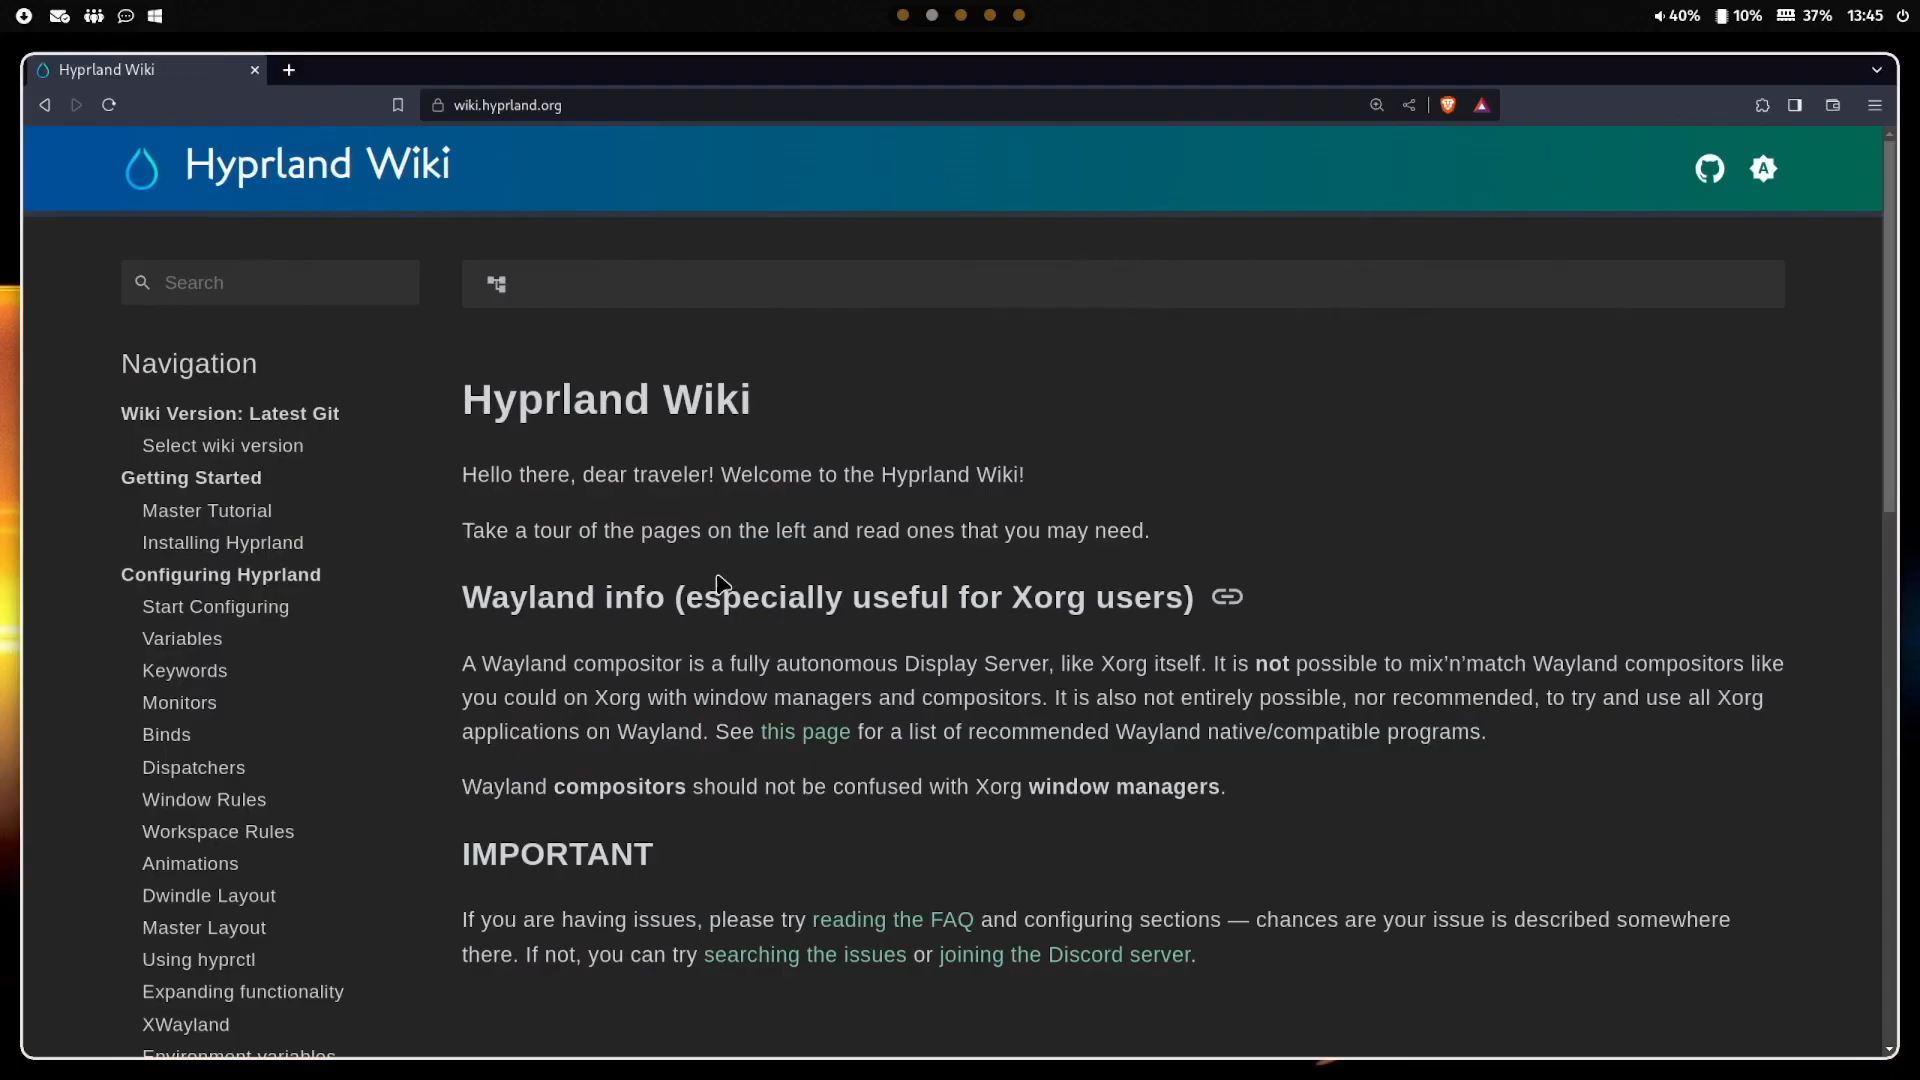 40% 10% 37% 13:45
Hyprland Wiki
wiki.hyprland.org
Hyprland Wiki
A
Search
Navigation
Wiki Version: Latest Git
Select wiki version
Getting Started
Master Tutorial
Installing Hyprland
Configuring Hyprland
Start Configuring
Variables
Keywords
Monitors
Binds
Dispatchers
Window Rules
Workspace Rules
Animations
Dwindle Layout
Master Layout
Using hyprctl
Expanding functionality
XWayland
Environment variables
Hyprland Wiki
Hello there, dear traveler! Welcome to the Hyprland Wiki!
Take a tour of the pages on the left and read ones that you may need.
Wayland info (especially useful for Xorg users)
A Wayland compositor is a fully autonomous Display Server, like Xorg itself. It is not possible to mix’n’match Wayland compositors like
you could on Xorg with window managers and compositors. It is also not entirely possible, nor recommended, to try and use all Xorg
applications on Wayland. See this page for a list of recommended Wayland native/compatible programs.
Wayland compositors should not be confused with Xorg window managers.
IMPORTANT
If you are having issues, please try reading the FAQ and configuring sections — chances are your issue is described somewhere
there. If not, you can try searching the issues or joining the Discord server.